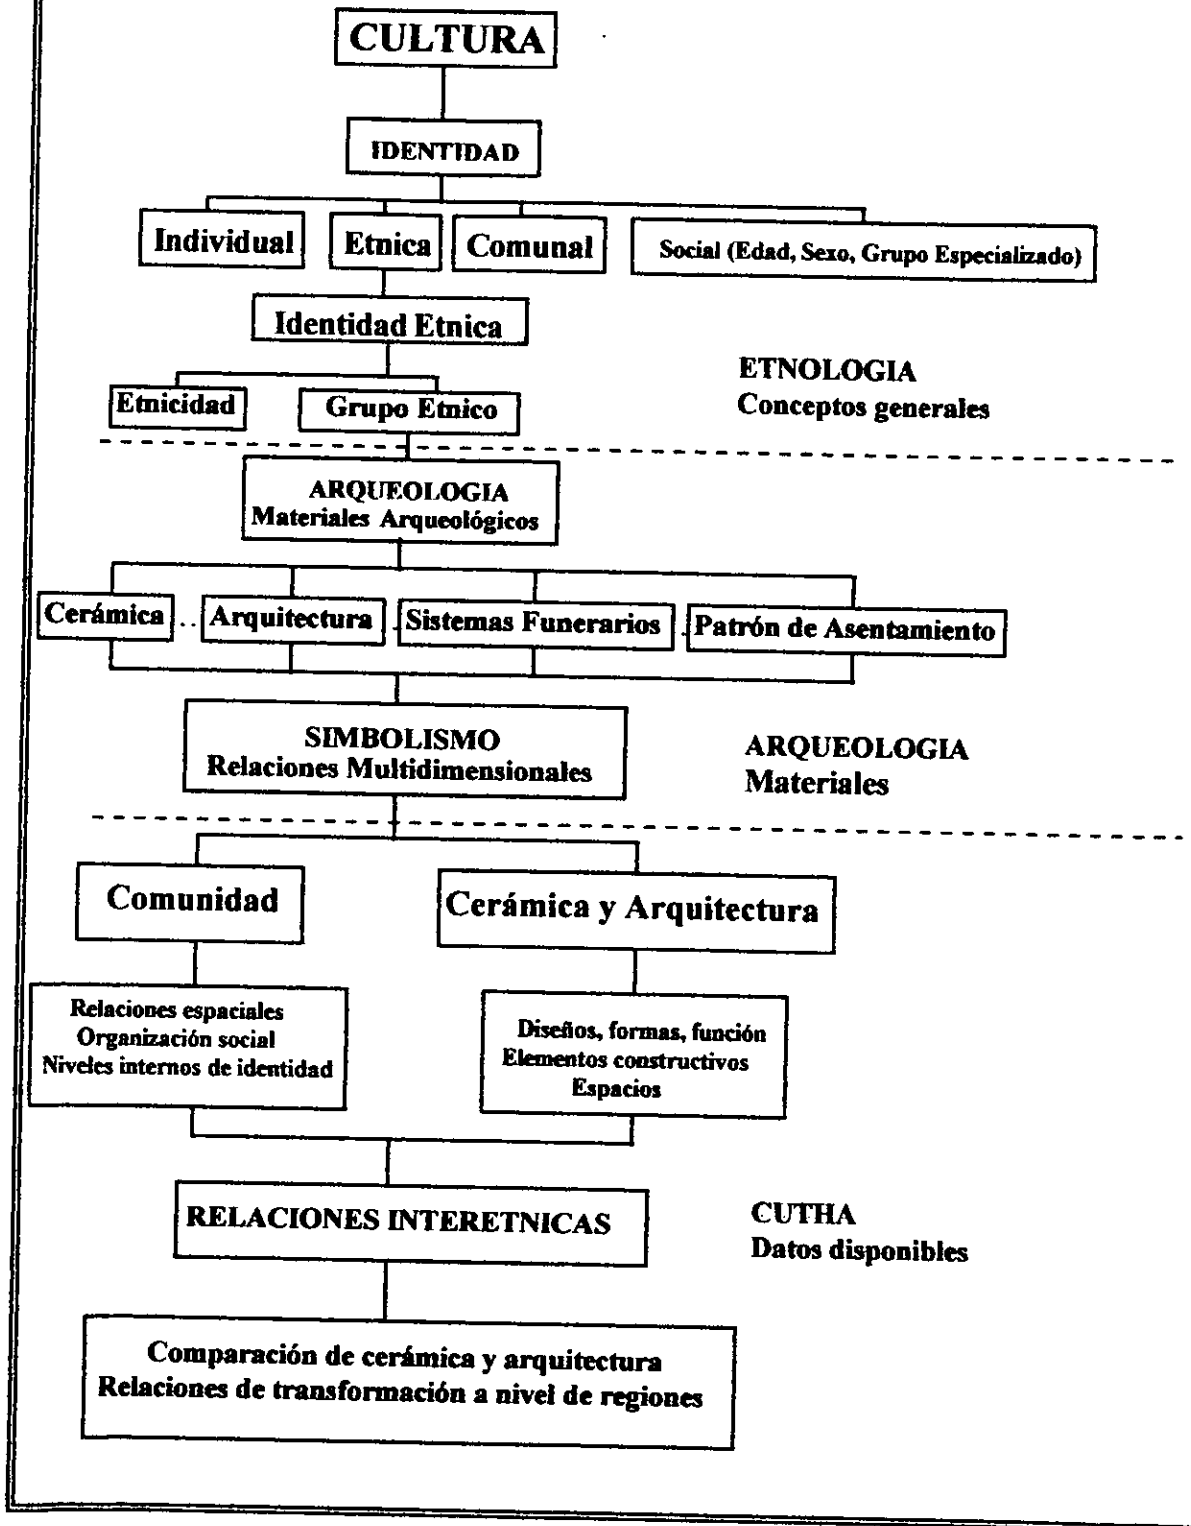 CULTURA
IDENTIDAD
Individual
Etnica
Comunal
Social (Edad, Sexo, Grupo Especializado)
Identidad Etnica
ETNOLOGIA
Conceptos generales
Etnicidad
Grupo Etnico
ARQUEOLOGIA
Materiales Arqueológicos
Cerámica
Arquitectura
Sistemas Funerarios
Patrón de Asentamiento
SIMBOLISMO
Relaciones Multidimensionales
ARQUEOLOGIA
Materiales
Comunidad
Cerámica y Arquitectura
Relaciones espaciales
Organización social
Niveles internos de identidad
Diseños, formas, función
Elementos constructivos
Espacios
RELACIONES INTERETNICAS
CUTHA
Datos disponibles
Comparación de cerámica y arquitectura
Relaciones de transformación a nivel de regiones